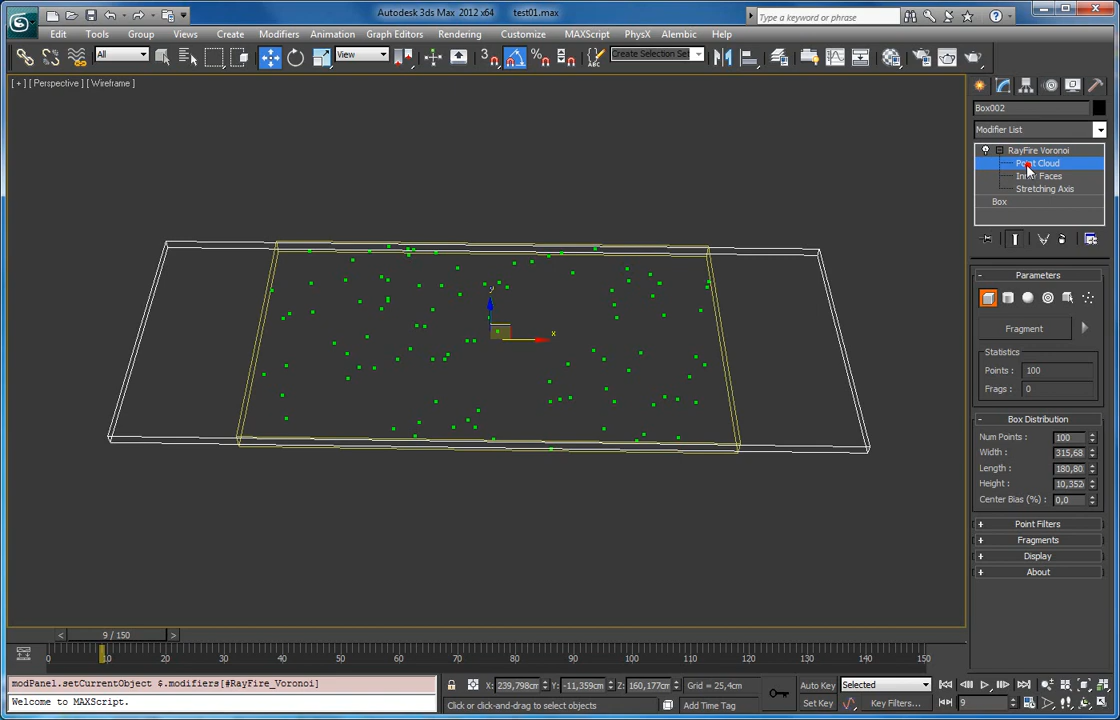 Autodesk 3ds Max 2012 x64 test01.max
Type a keyword or phrase
Edit Tools Group Views Create Modifiers Animation Graph Editors Rendering Customize MAXScript PhysX Alembic Help
All View Create Selection Se
[ + ] [ Perspective ] [ Wireframe ]
Box002
Modifier List
RayFire Voronoi
Point Cloud
Inner Faces
Stretching Axis
Box
Parameters
Fragment
Statistics
Points : 100
Frags : 0
Box Distribution
Num Points : 100
Width : 315,68
Length : 180,80
Height : 10,352
Center Bias (%) : 0,0
Point Filters
Fragments
Display
About
y
x
9 / 150
0 10 20 30 40 50 60 70 80 90 100 110 120 130 140 150
modPanel.setCurrentObject $.modifiers[#RayFire_Voronoi]
Welcome to MAXScript.
X: 239,798cm Y: -11,359cm Z: 160,177cm Grid = 25,4cm
Click or click-and-drag to select objects
Add Time Tag
Auto Key Selected
Set Key Key Filters...
9